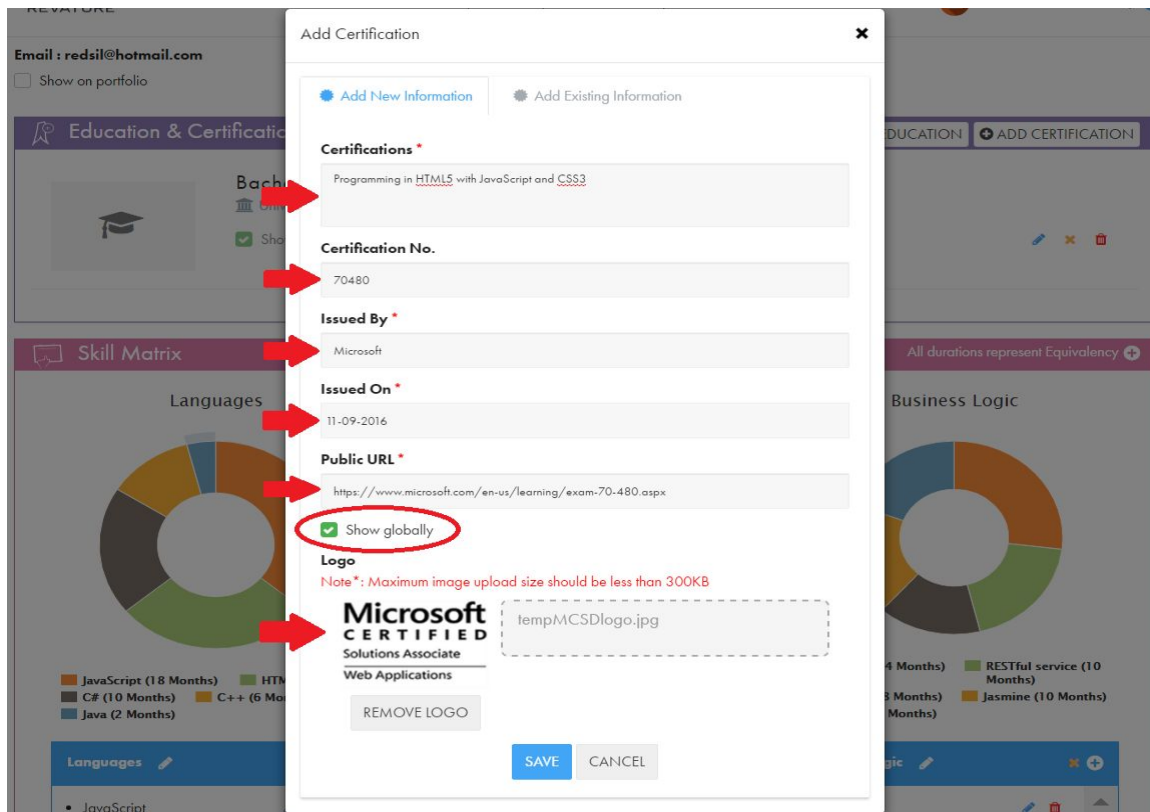 REVATURE
Add Certification
Email : redsil@hotmail.com
Show on portfolio
Add New Information
Add Existing Information
Education & Certificatio
DUCATION
ADD CERTIFICATION
Certifications *
Programming in HTML5 with JavaScript and CSS3
Bach
Sho
Certification No.
70480
Issued By *
Microsoft
Skill Matrix
All durations represent Equivalency
Issued On *
11-09-2016
Languages
Business Logic
Public URL *
https://www.microsoft.com/en-us/learning/exam-70-480.aspx
Show globally
Logo
Note*: Maximum image upload size should be less than 300KB
Microsoft
CERTIFIED
Solutions Associate
Web Applications
tempMCSDlogo.jpg
REMOVE LOGO
JavaScript (18 Months)
HTM
C# (10 Months)
C++ (6 Mo
Java (2 Months)
4 Months)
RESTful service (10
Months)
Months)
Jasmine (10 Months)
Months)
SAVE
CANCEL
Languages
gic
JavaScript